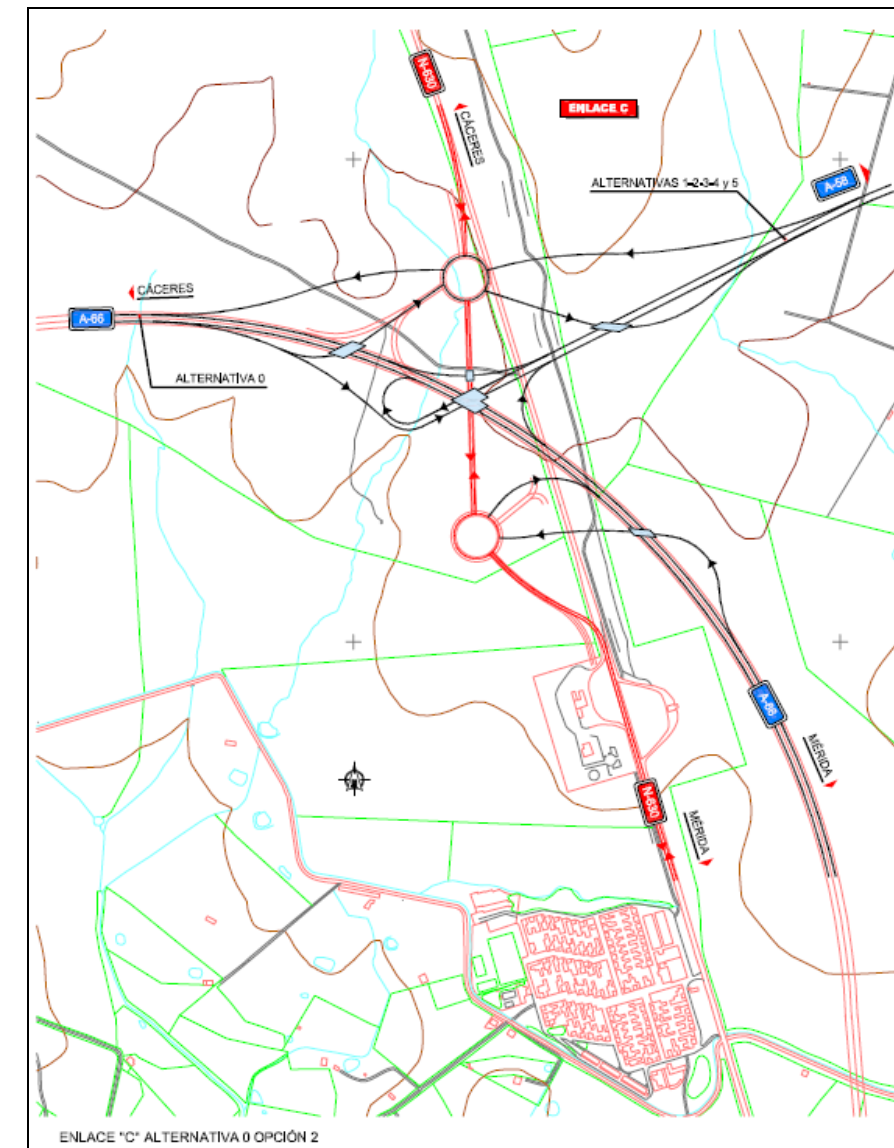 N-630
CÁCERES
ENLACE C
ALTERNATIVAS 1-2-3-4 y 5
A-58
CÁCERES
A-66
ALTERNATIVA 0
A-66
MÉRIDA
N-630
MÉRIDA
ENLACE "C" ALTERNATIVA 0 OPCIÓN 2